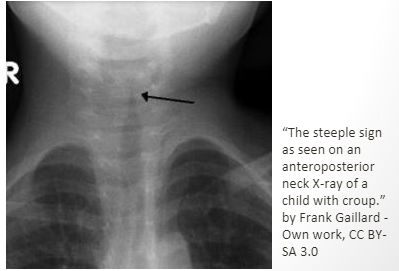 R
“The steeple sign
as seen on an
anteroposterior
neck X-ray of a
child with croup.”
by Frank Gaillard -
Own work, CC BY-
SA 3.0